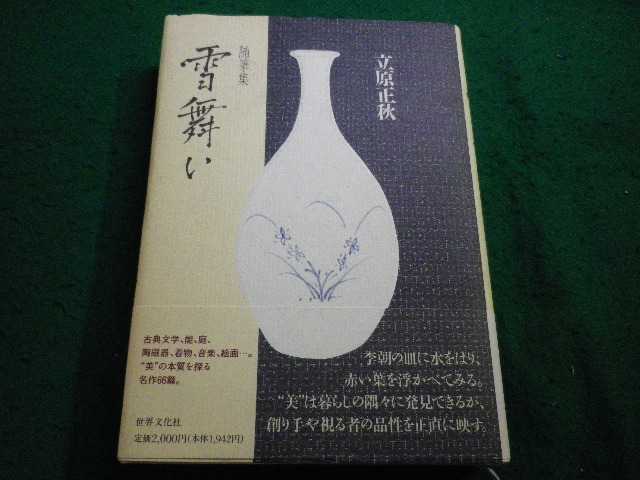 随筆集
雪舞い
立原正秋
古典文学、能、庭、
陶磁器、着物、音楽、絵画…。
“美”の本質を探る
名作66篇。
世界文化社
定価2,000円(本体1,942円)
李朝の皿に水をはり、
赤い葉を浮かべてみる。
“美”は暮らしの隅々に発見できるが、
創り手や視る者の品性を正直に映す。